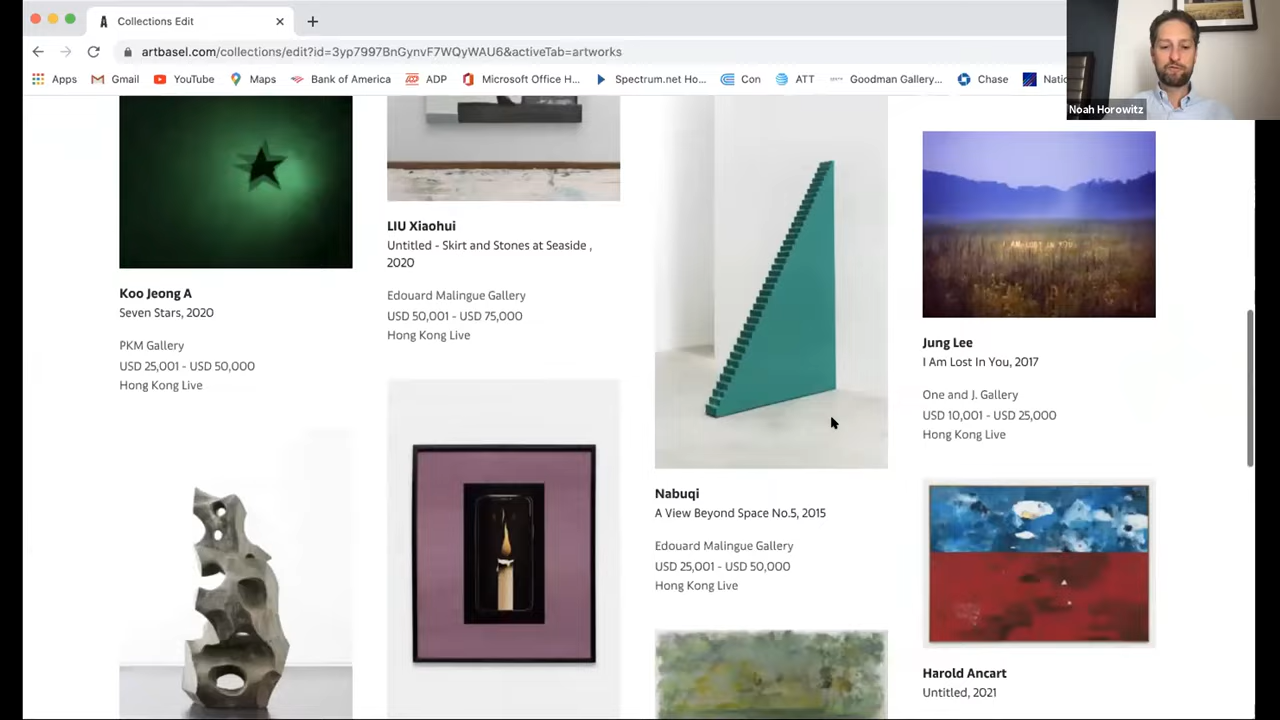 Collections Edit
artbasel.com/collections/edit?id=3yp7997BnGynvF7WQyWAU6&activeTab=artworks
Apps
Gmail
YouTube
Maps
Bank of America
ADP
Microsoft Office H...
Spectrum.net Ho...
Con
ATT
Goodman Gallery...
Chase
Natio
Noah Horowitz
Koo Jeong A
Seven Stars, 2020
PKM Gallery
USD 25,001 - USD 50,000
Hong Kong Live
LIU Xiaohui
Untitled - Skirt and Stones at Seaside ,
2020
Edouard Malingue Gallery
USD 50,001 - USD 75,000
Hong Kong Live
Nabuqi
A View Beyond Space No.5, 2015
Edouard Malingue Gallery
USD 25,001 - USD 50,000
Hong Kong Live
I AM LOST IN YOU
Jung Lee
I Am Lost In You, 2017
One and J. Gallery
USD 10,001 - USD 25,000
Hong Kong Live
Harold Ancart
Untitled, 2021